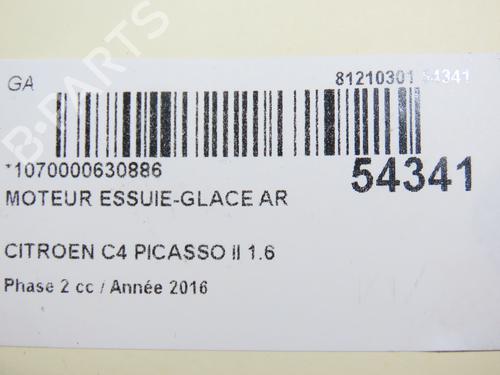 GA
81210301 54341
*1070000630886
54341
MOTEUR ESSUIE-GLACE AR
CITROEN C4 PICASSO II 1.6
Phase 2 cc / Année 2016
B-PARTS